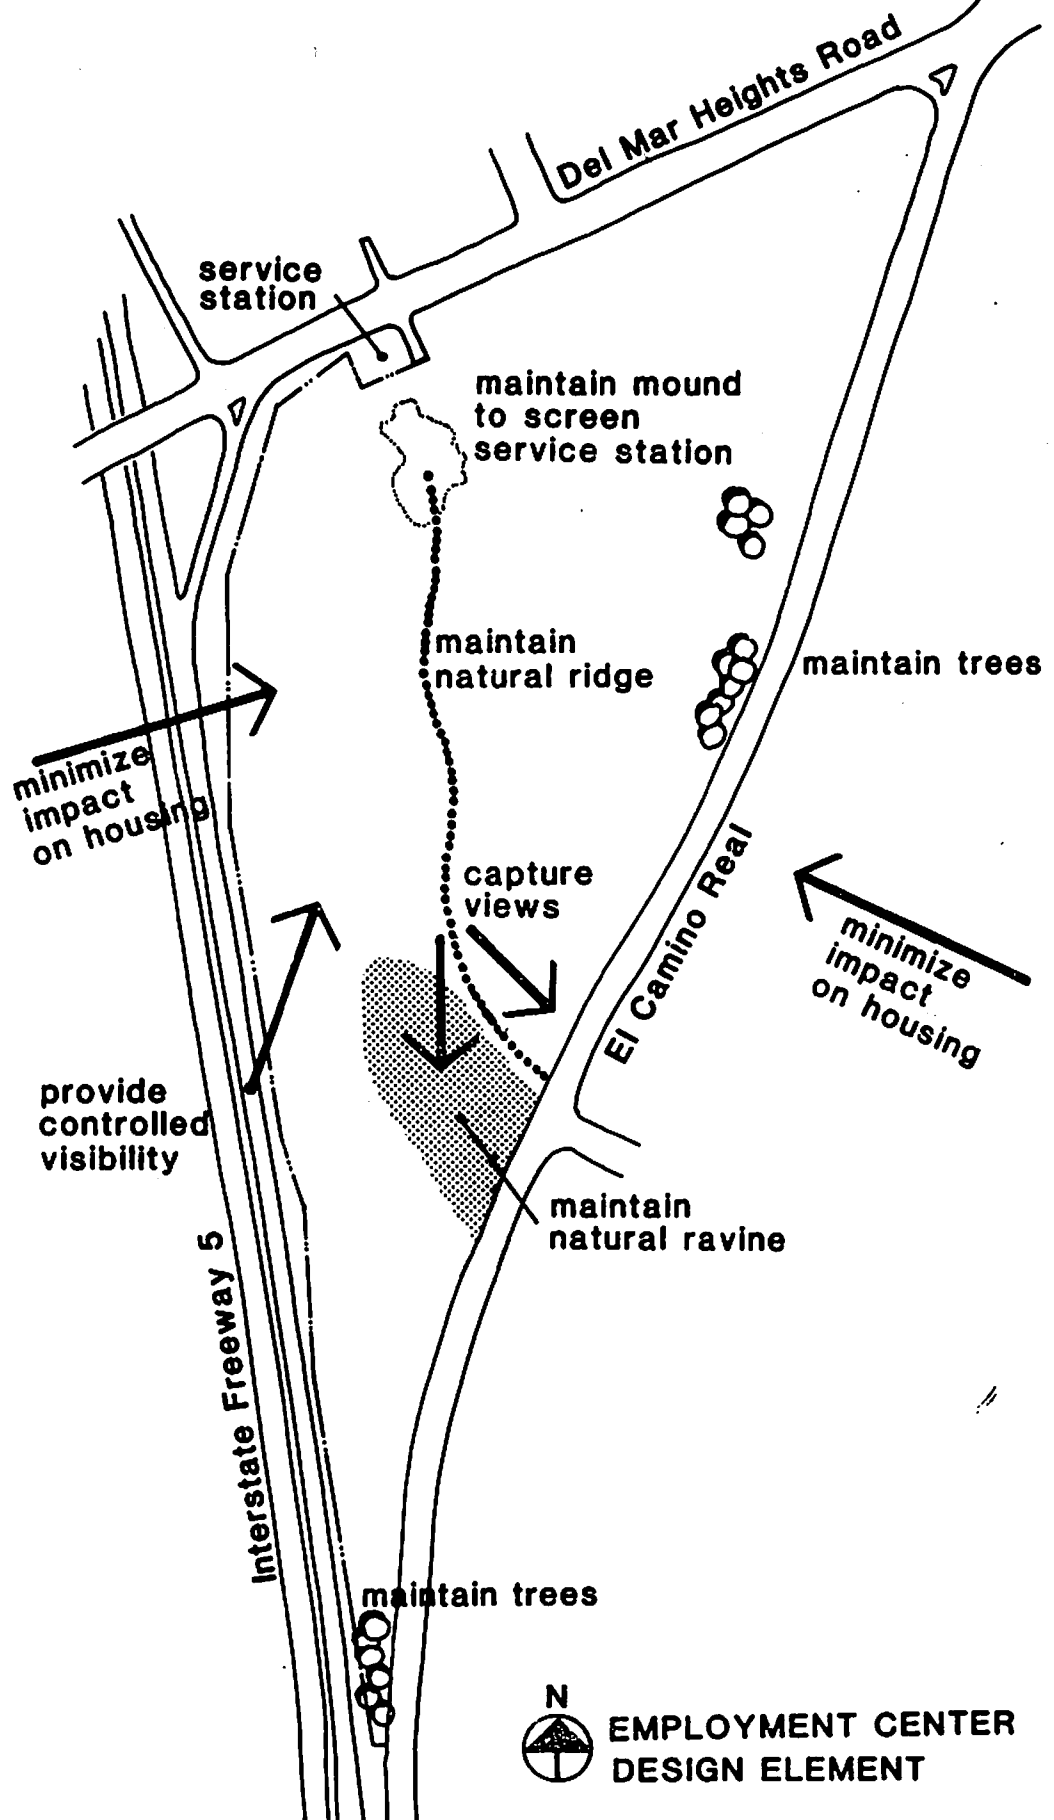 Del Mar Heights Road
service
station
maintain mound
to screen
service station
maintain
natural ridge
maintain trees
minimize
impact
on housing
capture
views
El Camino Real
minimize
impact
on housing
provide
controlled
visibility
maintain
natural ravine
Interstate Freeway 5
maintain trees
N
EMPLOYMENT CENTER
DESIGN ELEMENT